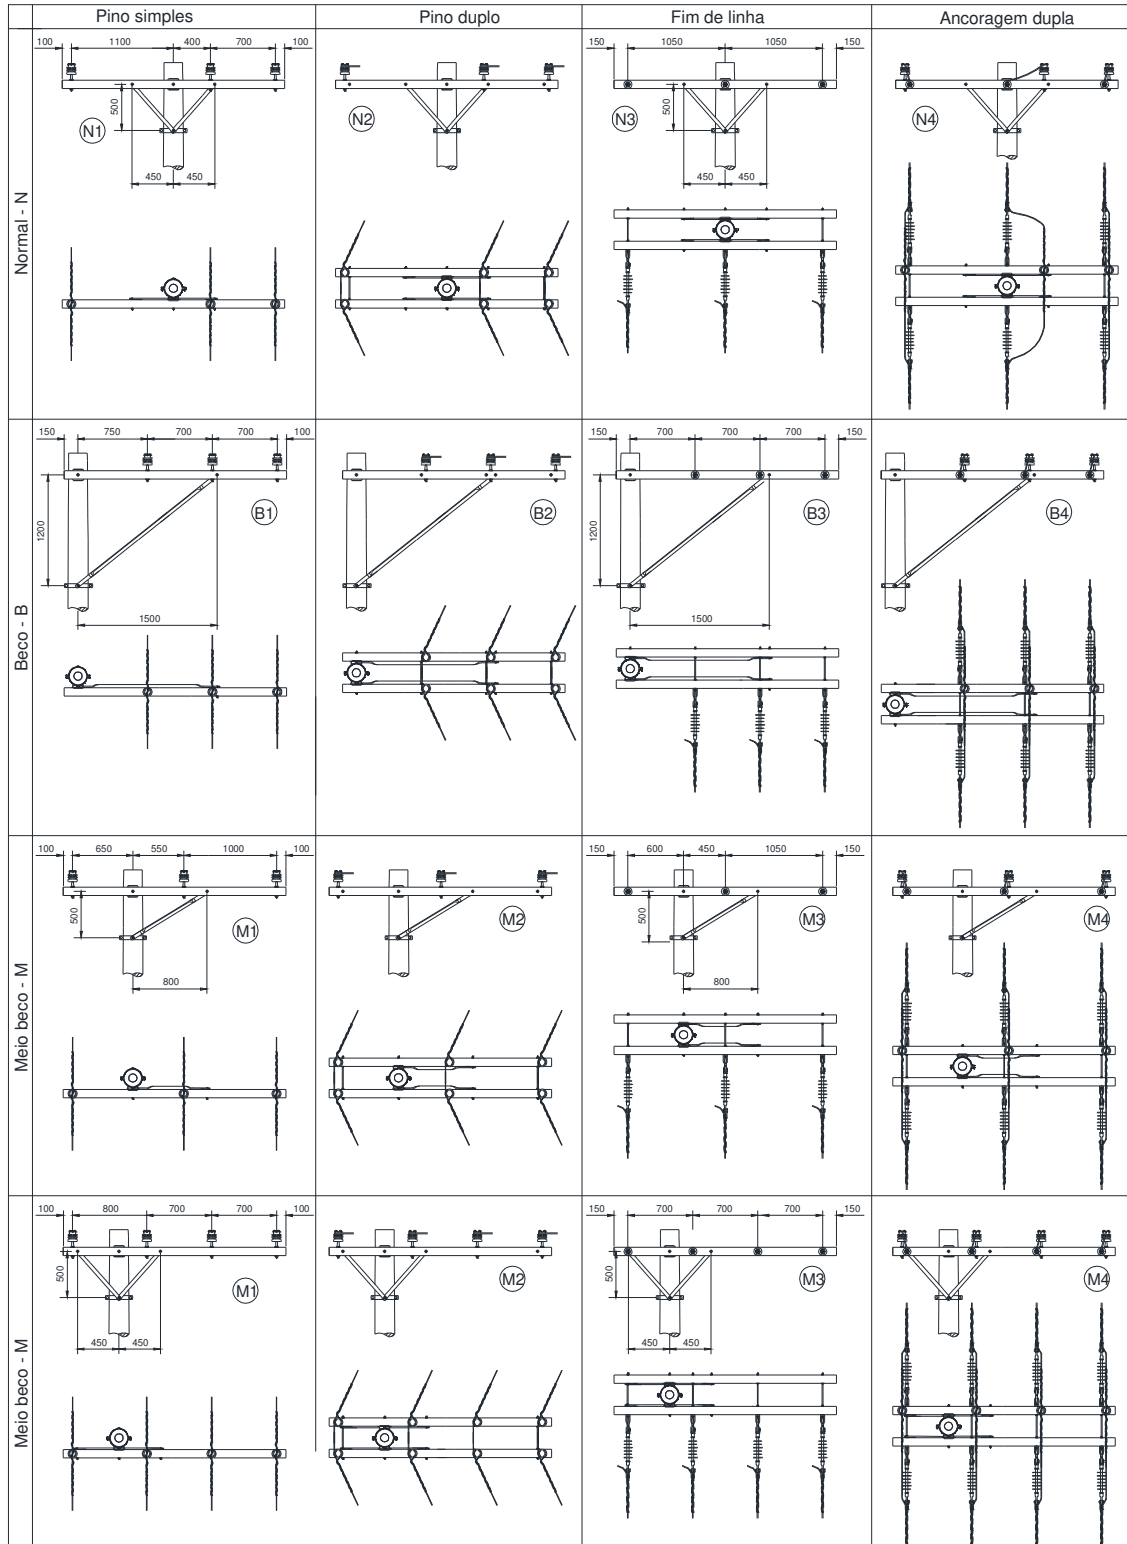 Pino simples
Pino duplo
Fim de linha
Ancoragem dupla
Normal - N
100 1100 400 700 100
500
N1
450 450
N2
150 1050 1050 150
500
N3
450 450
N4
Beco - B
150 750 700 700 100
1200
B1
1500
B2
150 700 700 700 150
1200
B3
1500
B4
Meio beco - M
100 650 550 1000 100
500
M1
800
M2
150 600 450 1050 150
500
M3
800
M4
Meio beco - M
100 800 700 700 100
500
M1
450 450
M2
150 700 700 700 150
500
M3
450 450
M4